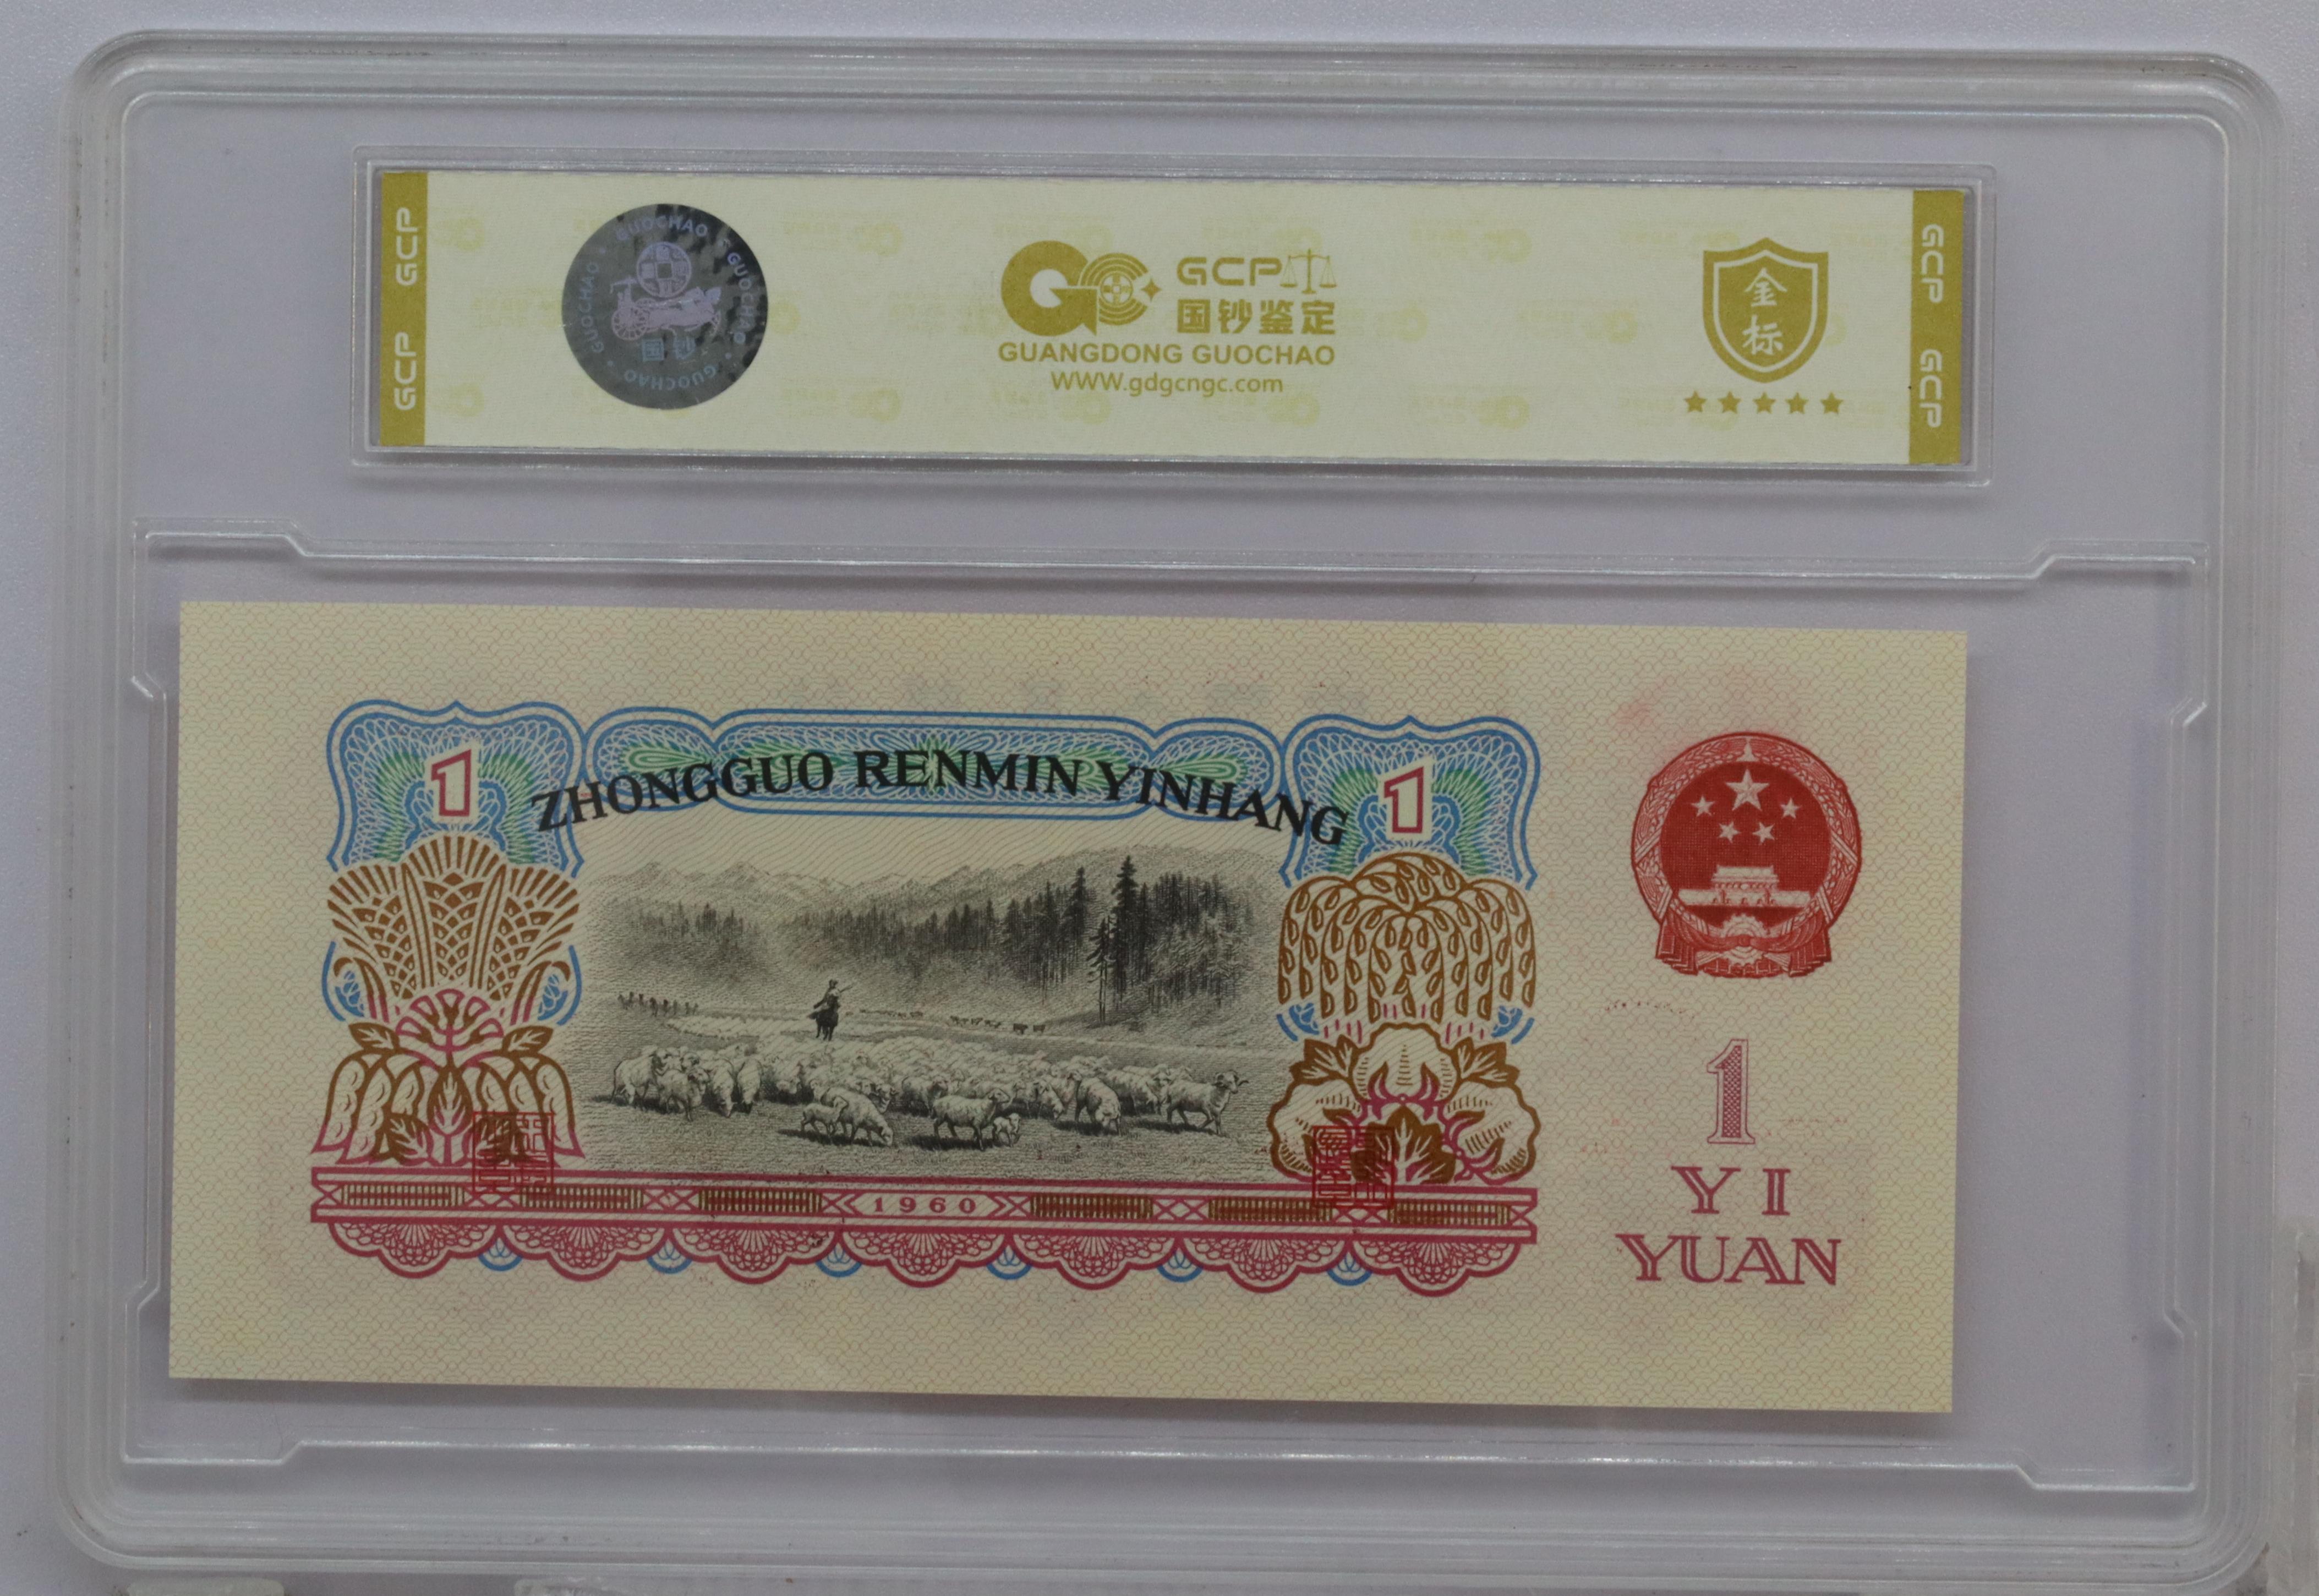 GCP GCP
GUOCHAO · GUOCHAO · GUOCHAO · GUOCHAO
国钞
GCP
国钞鉴定
GUANGDONG GUOCHAO
WWW.gdgcngc.com
金
标
GCP GCP
ZHONGGUO RENMIN YINHANG
1
1
1960
1
YI
YUAN